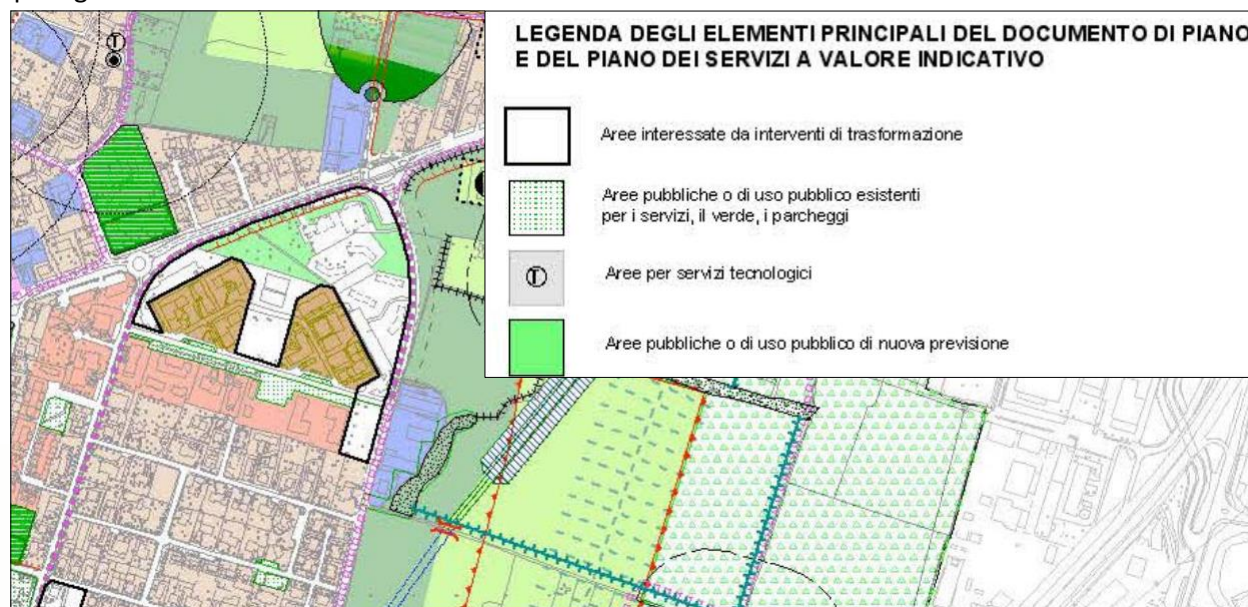 LEGENDA DEGLI ELEMENTI PRINCIPALI DEL DOCUMENTO DI PIANO
E DEL PIANO DEI SERVIZI A VALORE INDICATIVO
Aree interessate da interventi di trasformazione
Aree pubbliche o di uso pubblico esistenti
per i servizi, il verde, i parcheggi
T
Aree per servizi tecnologici
Aree pubbliche o di uso pubblico di nuova previsione
T